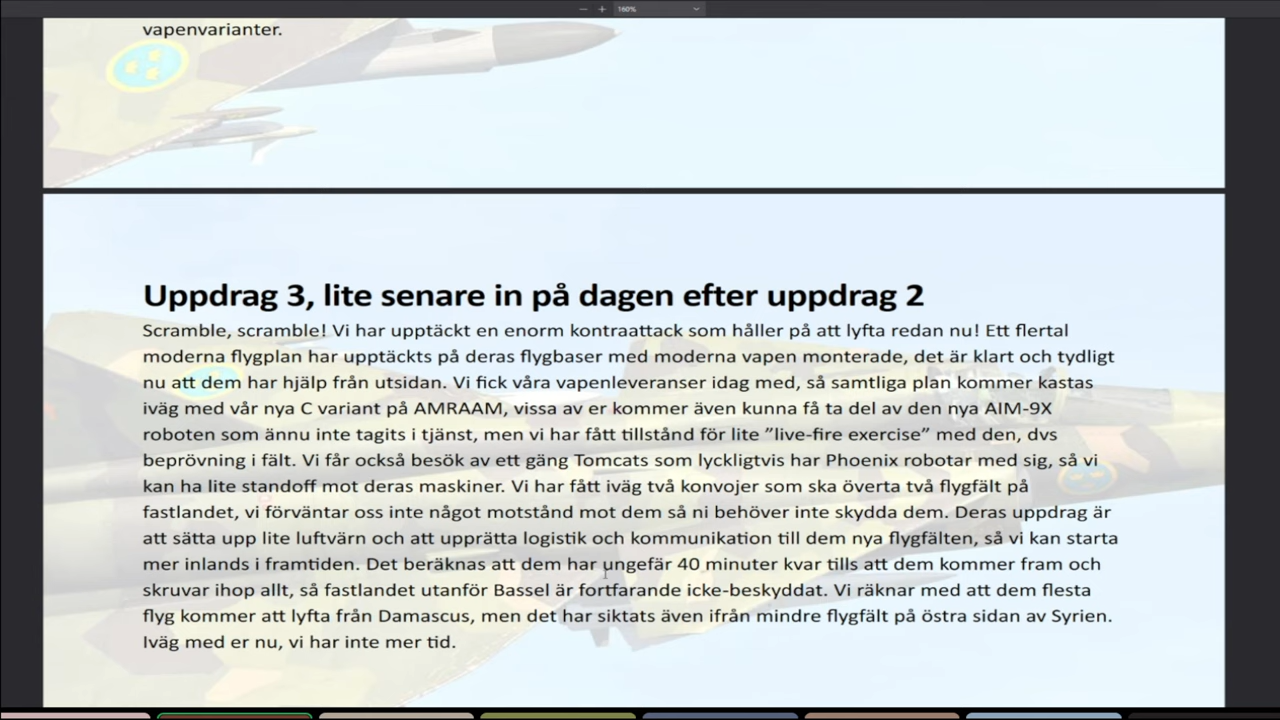 160%
vapenvarianter.
Uppdrag 3, lite senare in på dagen efter uppdrag 2
Scramble, scramble! Vi har upptäckt en enorm kontraattack som håller på att lyfta redan nu! Ett flertal
moderna flygplan har upptäckts på deras flygbaser med moderna vapen monterade, det är klart och tydligt
nu att dem har hjälp från utsidan. Vi fick våra vapenleveranser idag med, så samtliga plan kommer kastas
iväg med vår nya C variant på AMRAAM, vissa av er kommer även kunna få ta del av den nya AIM-9X
roboten som ännu inte tagits i tjänst, men vi har fått tillstånd för lite ”live-fire exercise” med den, dvs
beprövning i fält. Vi får också besök av ett gäng Tomcats som lyckligtvis har Phoenix robotar med sig, så vi
kan ha lite standoff mot deras maskiner. Vi har fått iväg två konvojer som ska överta två flygfält på
fastlandet, vi förväntar oss inte något motstånd mot dem så ni behöver inte skydda dem. Deras uppdrag är
att sätta upp lite luftvärn och att upprätta logistik och kommunikation till dem nya flygfälten, så vi kan starta
mer inlands i framtiden. Det beräknas att dem har ungefär 40 minuter kvar tills att dem kommer fram och
skruvar ihop allt, så fastlandet utanför Bassel är fortfarande icke-beskyddat. Vi räknar med att dem flesta
flyg kommer att lyfta från Damascus, men det har siktats även ifrån mindre flygfält på östra sidan av Syrien.
Iväg med er nu, vi har inte mer tid.